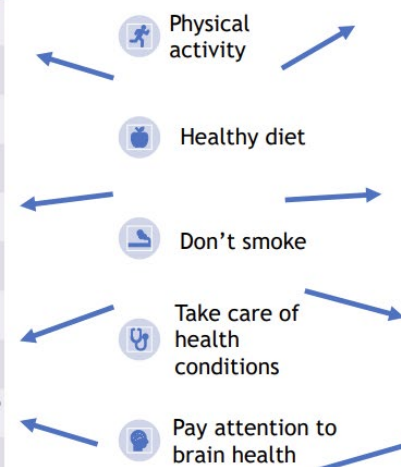 Physical
activity
Healthy diet
Don't smoke
Take care of
health
conditions
Pay attention to
brain health